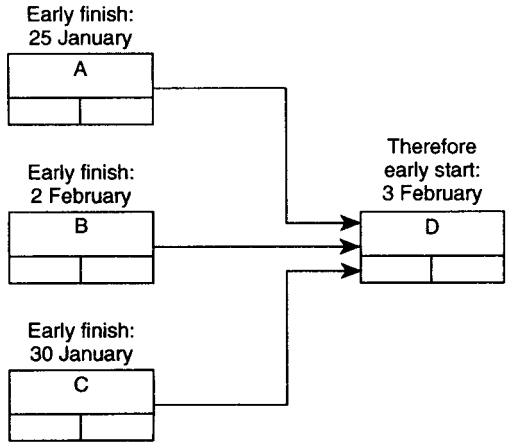 Early finish:
25 January
A
Early finish:
2 February
B
Therefore
early start:
3 February
D
Early finish:
30 January
C